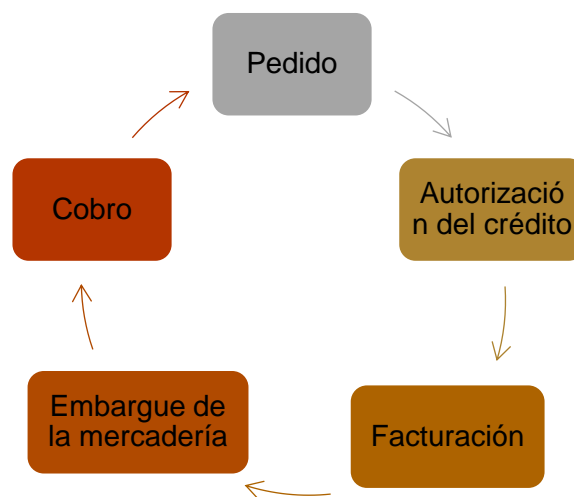 Pedido
Autorizació
n del crédito
Facturación
Embargue de
la mercadería
Cobro